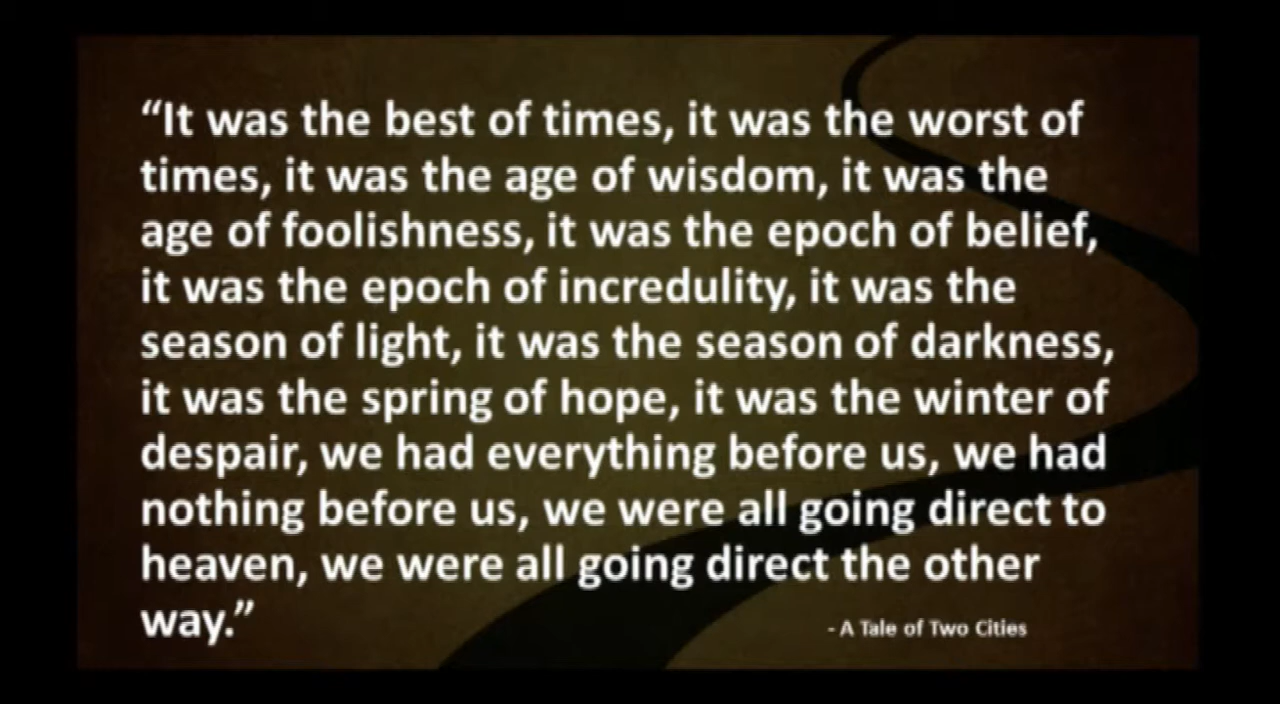 “It was the best of times, it was the worst of
times, it was the age of wisdom, it was the
age of foolishness, it was the epoch of belief,
it was the epoch of incredulity, it was the
season of light, it was the season of darkness,
it was the spring of hope, it was the winter of
despair, we had everything before us, we had
nothing before us, we were all going direct to
heaven, we were all going direct the other
way.”
- A Tale of Two Cities